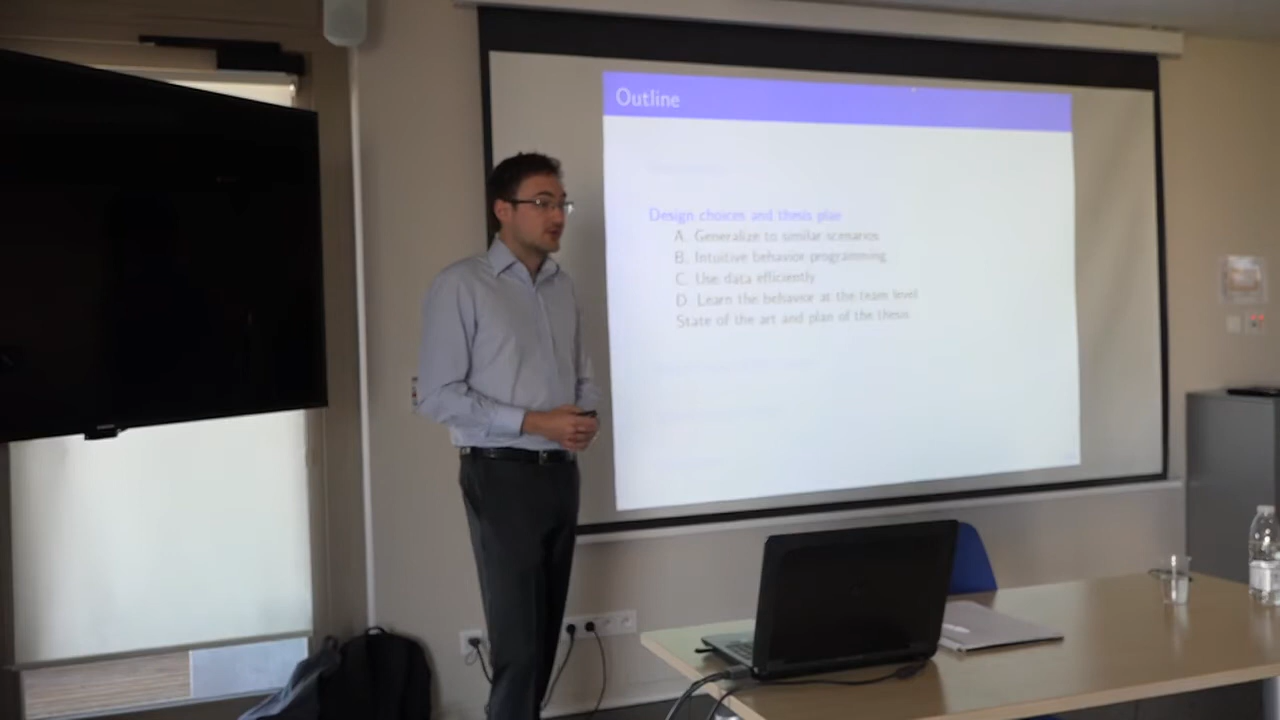 Outline
Design choices and thesis plan
A. Generalize to similar scenarios
B. Intuitive behavior programming
C. Use data efficiently
D. Learn the behavior at the team level
State of the art and plan of the thesis